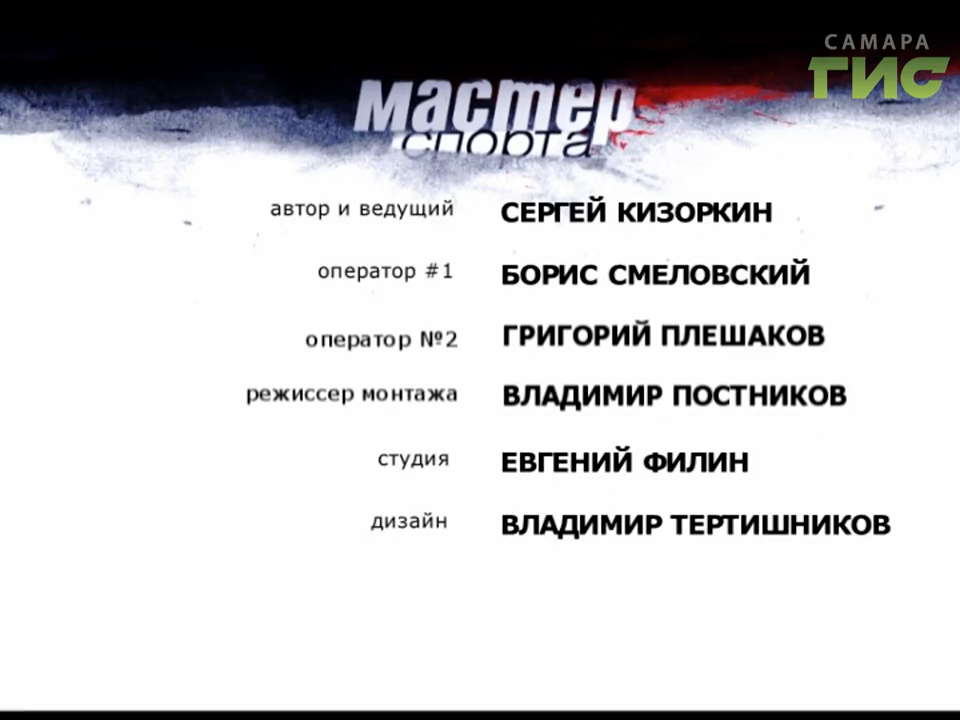 САМАРА
ГИС
мастер
спорта
автор и ведущий СЕРГЕЙ КИЗОРКИН
оператор #1 БОРИС СМЕЛОВСКИЙ
оператор №2 ГРИГОРИЙ ПЛЕШАКОВ
режиссер монтажа ВЛАДИМИР ПОСТНИКОВ
студия ЕВГЕНИЙ ФИЛИН
дизайн ВЛАДИМИР ТЕРТИШНИКОВ